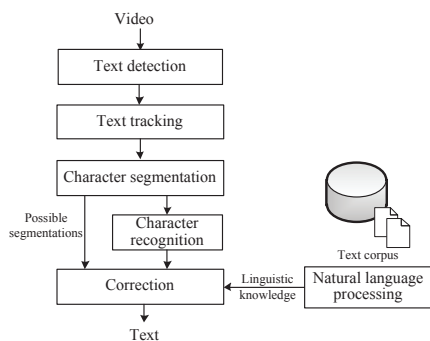 Video
Text detection
Text tracking
Character segmentation
Possible
segmentations
Character
recognition
Text corpus
Correction
Linguistic
knowledge
Natural language
processing
Text